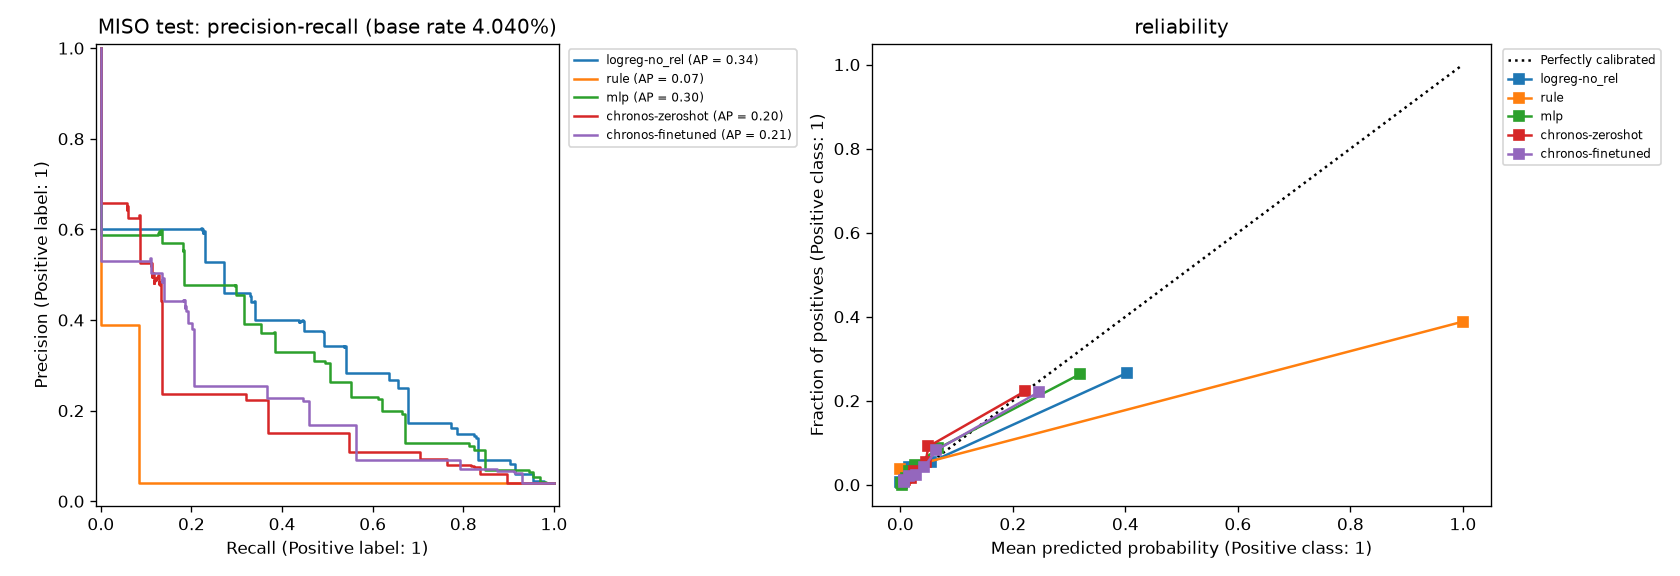 MISO test: precision-recall (base rate 4.040%)
1.0
0.8
0.6
0.4
0.2
0.0
Precision (Positive label: 1)
0.0 0.2 0.4 0.6 0.8 1.0
Recall (Positive label: 1)
logreg-no_rel (AP = 0.34)
rule (AP = 0.07)
mlp (AP = 0.30)
chronos-zeroshot (AP = 0.20)
chronos-finetuned (AP = 0.21)
reliability
1.0
0.8
0.6
0.4
0.2
0.0
Fraction of positives (Positive class: 1)
0.0 0.2 0.4 0.6 0.8 1.0
Mean predicted probability (Positive class: 1)
Perfectly calibrated
logreg-no_rel
rule
mlp
chronos-zeroshot
chronos-finetuned